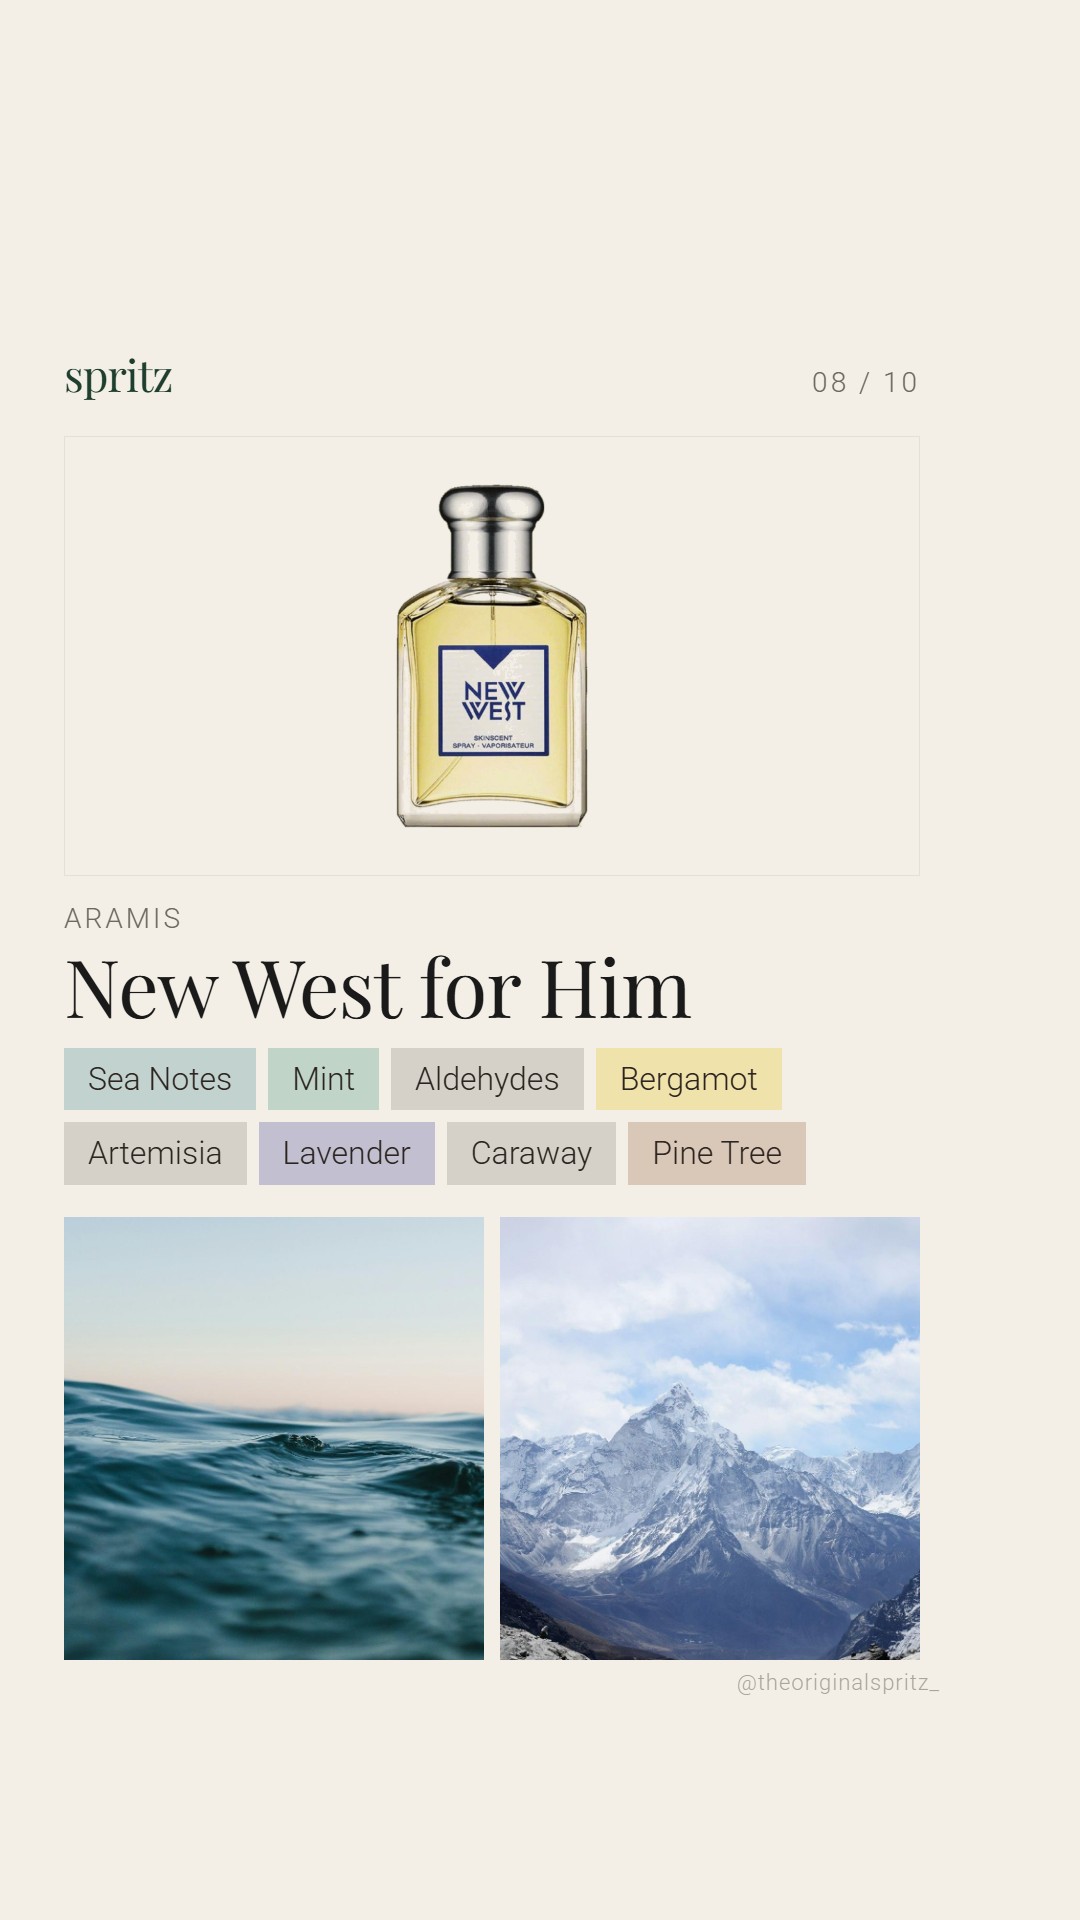 spritz
08 / 10
NEW
WEST
SKINSCENT
SPRAY · VAPORISATEUR
ARAMIS
New West for Him
Sea Notes Mint Aldehydes Bergamot
Artemisia Lavender Caraway Pine Tree
@theoriginalspritz_